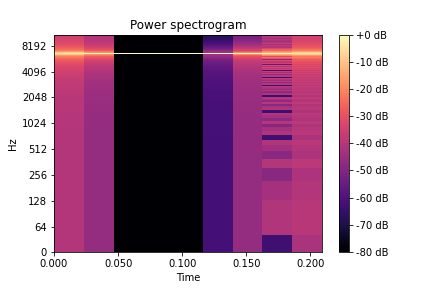 Power spectrogram
Hz
8192
4096
2048
1024
512
256
128
64
0
0.000
0.050
0.100
0.150
0.200
Time
+0 dB
-10 dB
-20 dB
-30 dB
-40 dB
-50 dB
-60 dB
-70 dB
-80 dB